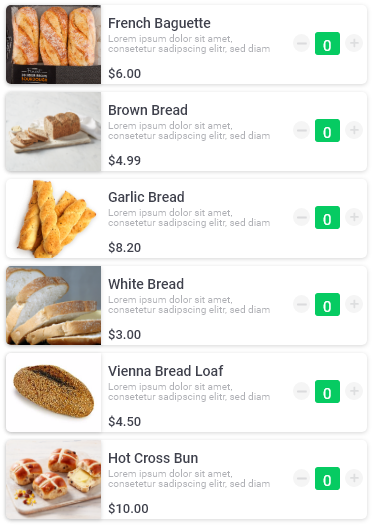 French Baguette
Lorem ipsum dolor sit amet,
consetetur sadipscing elitr, sed diam
$6.00
0
Brown Bread
Lorem ipsum dolor sit amet,
consetetur sadipscing elitr, sed diam
$4.99
0
Garlic Bread
Lorem ipsum dolor sit amet,
consetetur sadipscing elitr, sed diam
$8.20
0
White Bread
Lorem ipsum dolor sit amet,
consetetur sadipscing elitr, sed diam
$3.00
0
Vienna Bread Loaf
Lorem ipsum dolor sit amet,
consetetur sadipscing elitr, sed diam
$4.50
0
Hot Cross Bun
Lorem ipsum dolor sit amet,
consetetur sadipscing elitr, sed diam
$10.00
0